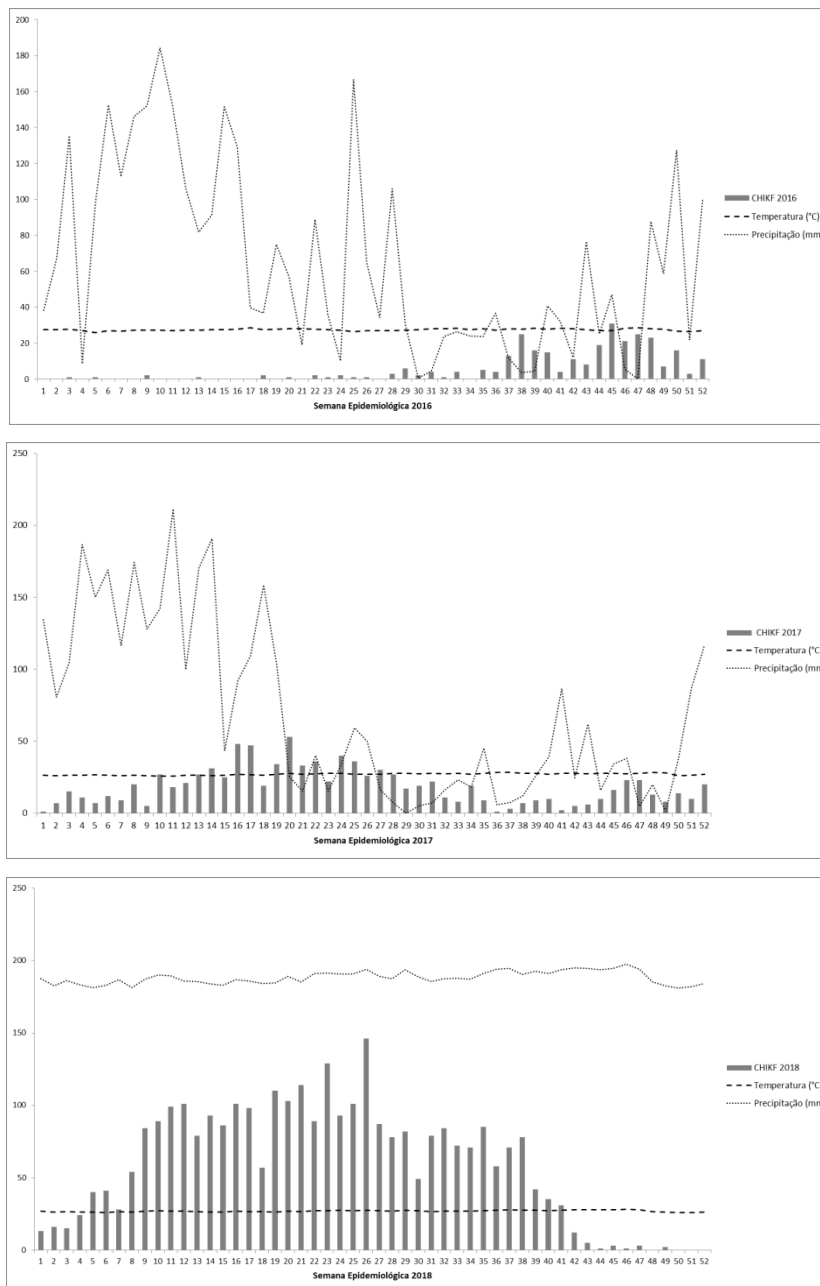 200
180
160
140
120
100
80
60
40
20
0
CHIKF 2016
Temperatura (°C)
Precipitação (mm
1 2 3 4 5 6 7 8 9 10 11 12 13 14 15 16 17 18 19 20 21 22 23 24 25 26 27 28 29 30 31 32 33 34 35 36 37 38 39 40 41 42 43 44 45 46 47 48 49 50 51 52
Semana Epidemiológica 2016
250
200
150
100
50
0
CHIKF 2017
Temperatura (°C
Precipitação (mm
1 2 3 4 5 6 7 8 9 10 11 12 13 14 15 16 17 18 19 20 21 22 23 24 25 26 27 28 29 30 31 32 33 34 35 36 37 38 39 40 41 42 43 44 45 46 47 48 49 50 51 52
Semana Epidemiológica 2017
250
200
150
100
50
0
CHIKF 2018
Temperatura (°C
Precipitação (mm
1 2 3 4 5 6 7 8 9 10 11 12 13 14 15 16 17 18 19 20 21 22 23 24 25 26 27 28 29 30 31 32 33 34 35 36 37 38 39 40 41 42 43 44 45 46 47 48 49 50 51 52
Semana Epidemiológica 2018